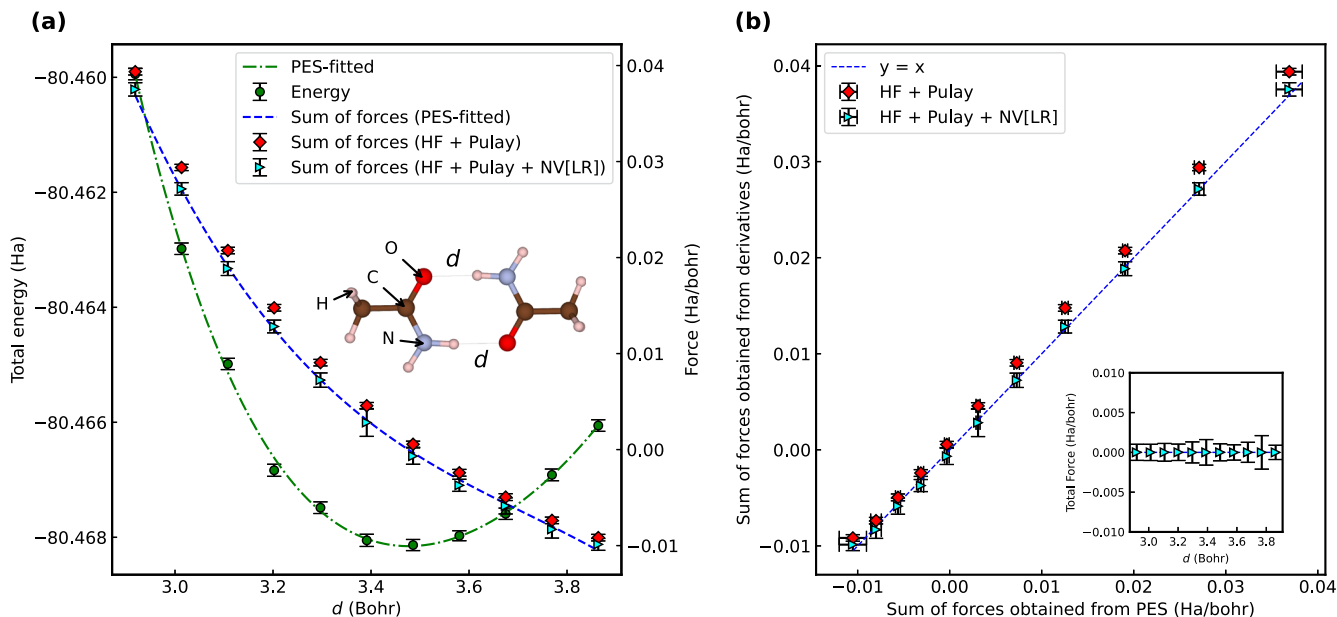 (a)
−80.460
−80.462
−80.464
−80.466
−80.468
Total energy (Ha)
3.0
3.2
3.4
3.6
3.8
d (Bohr)
0.04
0.03
0.02
0.01
0.00
−0.01
Force (Ha/bohr)
PES-fitted
Energy
Sum of forces (PES-fitted)
Sum of forces (HF + Pulay)
Sum of forces (HF + Pulay + NV[LR])
O
d
C
H
N
d
(b)
0.04
0.03
0.02
0.01
0.00
−0.01
Sum of forces obtained from derivatives (Ha/bohr)
−0.01
0.00
0.01
0.02
0.03
0.04
Sum of forces obtained from PES (Ha/bohr)
y = x
HF + Pulay
HF + Pulay + NV[LR]
0.010
0.005
0.000
−0.005
−0.010
Total Force (Ha/bohr)
3.0
3.2
3.4
3.6
3.8
d (Bohr)